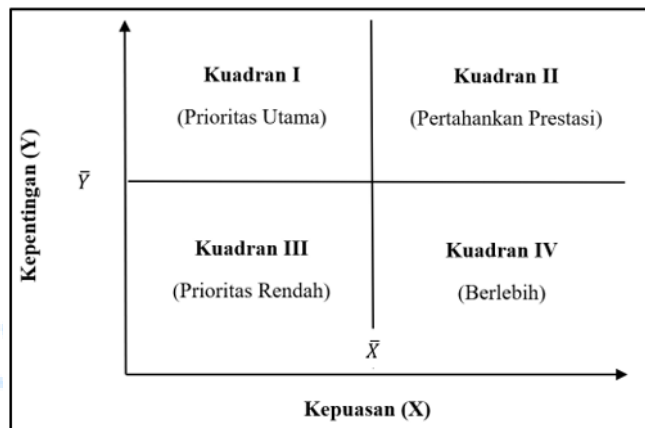 Kuadran I
(Prioritas Utama)
Kuadran II
(Pertahankan Prestasi)
Kepentingan (Y)
Ȳ
Kuadran III
(Prioritas Rendah)
Kuadran IV
(Berlebih)
X̄
Kepuasan (X)